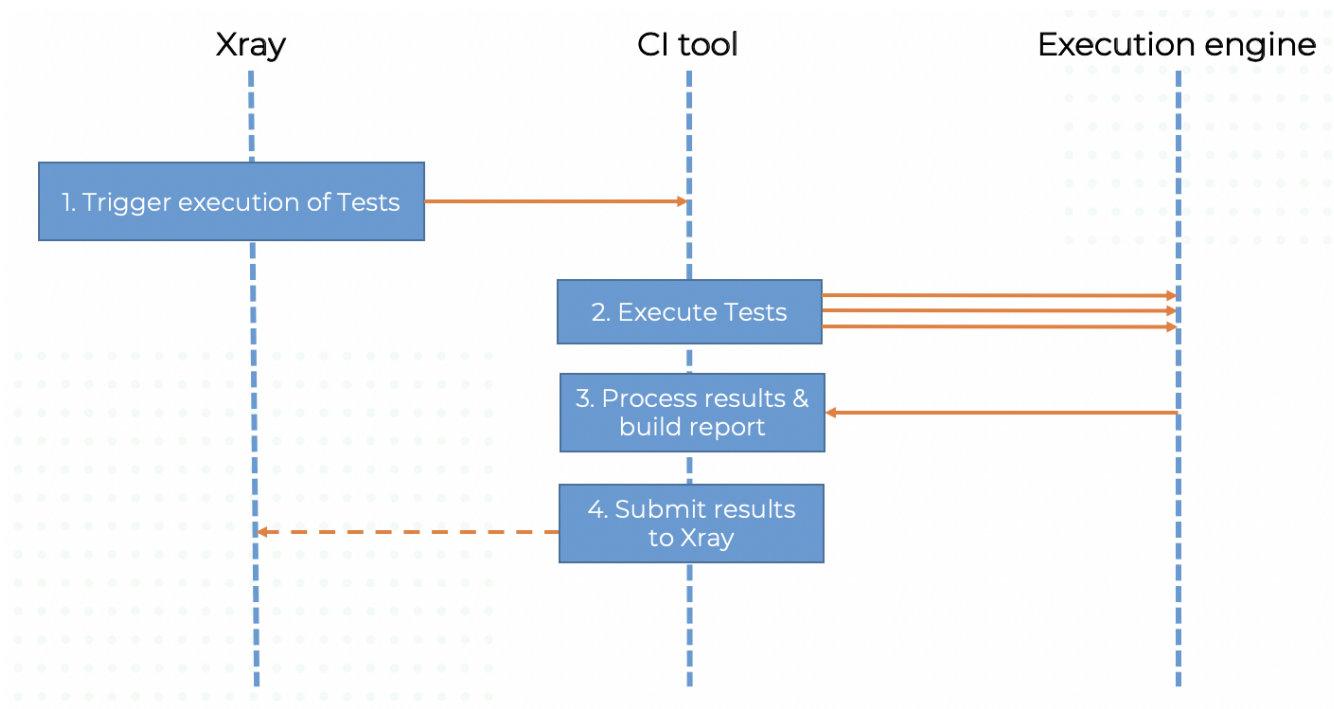 Xray
CI tool
Execution engine
1. Trigger execution of Tests
2. Execute Tests
3. Process results &
build report
4. Submit results
to Xray